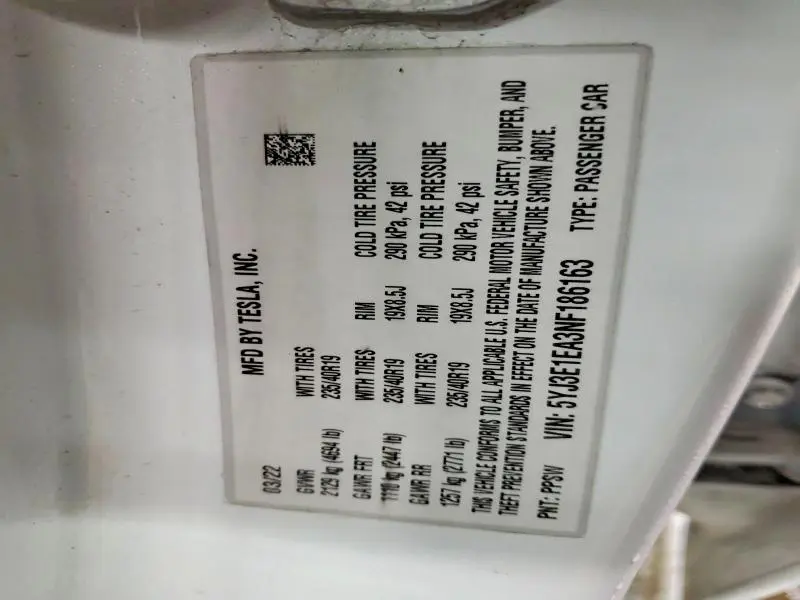 MFD BY TESLA, INC.
03/22
GVWR WITH TIRES
2129 kg (4694 lb) 235/40R19
GAWR FRT WITH TIRES RIM COLD TIRE PRESSURE
1110 kg (2447 lb) 235/40R19 19X8.5J 290 kPa, 42 psi
GAWR RR WITH TIRES RIM COLD TIRE PRESSURE
1257 kg (2771 lb) 235/40R19 19X8.5J 290 kPa, 42 psi
THIS VEHICLE CONFORMS TO ALL APPLICABLE U.S. FEDERAL MOTOR VEHICLE SAFETY, BUMPER, AND
THEFT PREVENTION STANDARDS IN EFFECT ON THE DATE OF MANUFACTURE SHOWN ABOVE.
PNT: PPSW VIN: 5YJ3E1EA3NF186163 TYPE: PASSENGER CAR